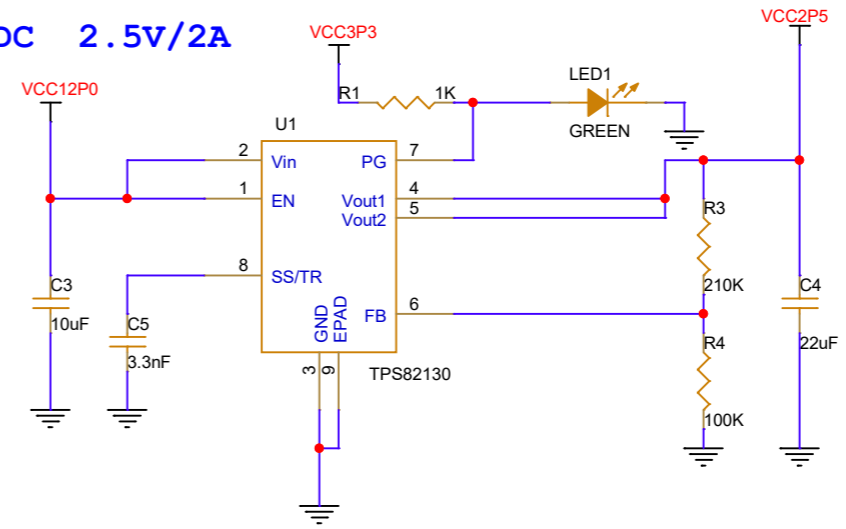 DC 2.5V/2A
VCC3P3
VCC2P5
VCC12P0
LED1
R1 1K
GREEN
U1
2 Vin PG 7
1 EN Vout1 4
Vout2 5
R3
210K
8 SS/TR
C3
10uF
C4
22uF
C5
3.3nF
GND
EPAD
FB 6
R4
100K
3 9
TPS82130